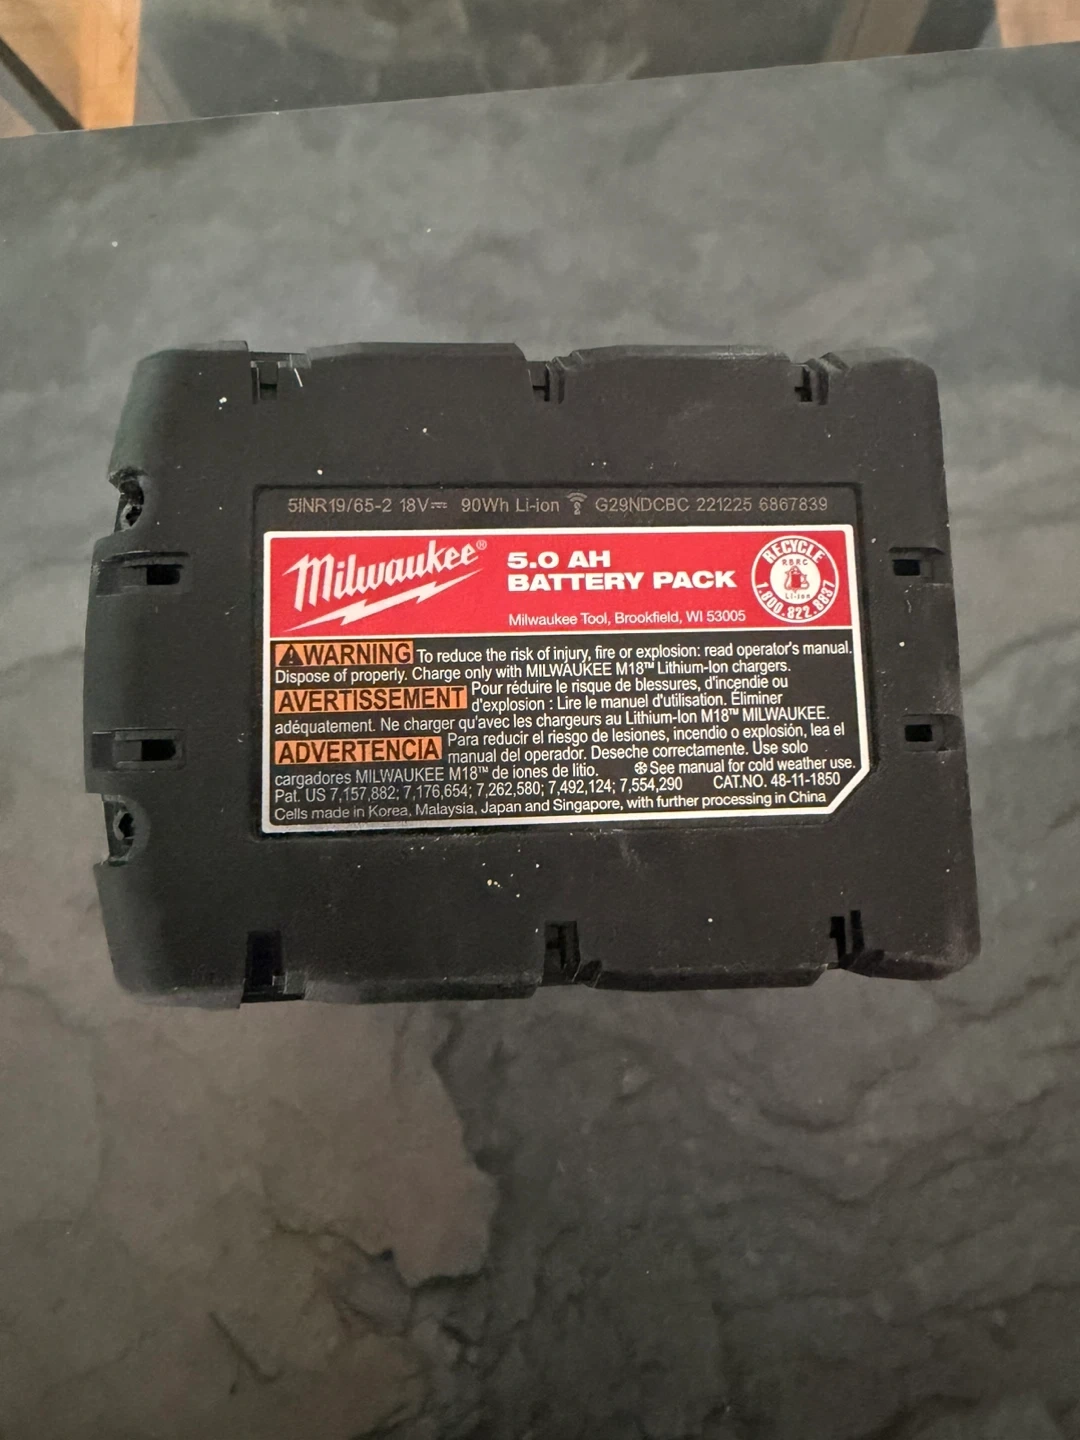 5INR19/65-2 18V⎓ 90Wh Li-ion 2 G29NDCBC 221225 6867839
Milwaukee® 5.0 AH
BATTERY PACK
Milwaukee Tool, Brookfield, WI 53005
RECYCLE
RBRC
Li-Ion
1.800.822.8837
⚠WARNING To reduce the risk of injury, fire or explosion: read operator's manual.
Dispose of properly. Charge only with MILWAUKEE M18™ Lithium-Ion chargers.
AVERTISSEMENT Pour réduire le risque de blessures, d'incendie ou
d'explosion : Lire le manuel d'utilisation. Éliminer
adéquatement. Ne charger qu'avec les chargeurs au Lithium-Ion M18™ MILWAUKEE.
ADVERTENCIA Para reducir el riesgo de lesiones, incendio o explosión, lea el
manual del operador. Deseche correctamente. Use solo
cargadores MILWAUKEE M18™ de iones de litio. ❄See manual for cold weather use.
Pat. US 7,157,882; 7,176,654; 7,262,580; 7,492,124; 7,554,290 CAT.NO. 48-11-1850
Cells made in Korea, Malaysia, Japan and Singapore, with further processing in China